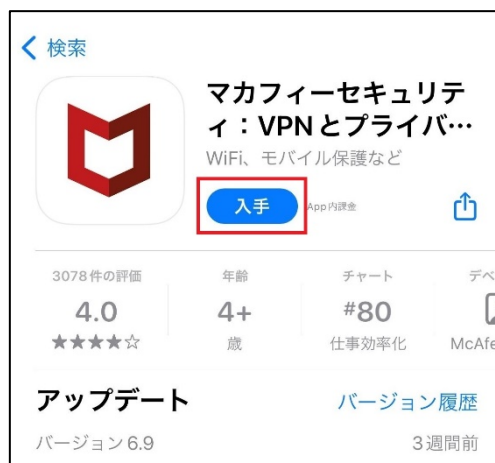 検索
マカフィーセキュリテ
ィ：VPNとプライバ…
WiFi、モバイル保護など
入手
App内課金
3078件の評価
年齢
チャート
デベ
4.0
4+
#80
★★★★☆
歳
仕事効率化
McAfe
アップデート
バージョン履歴
バージョン 6.9
3週間前